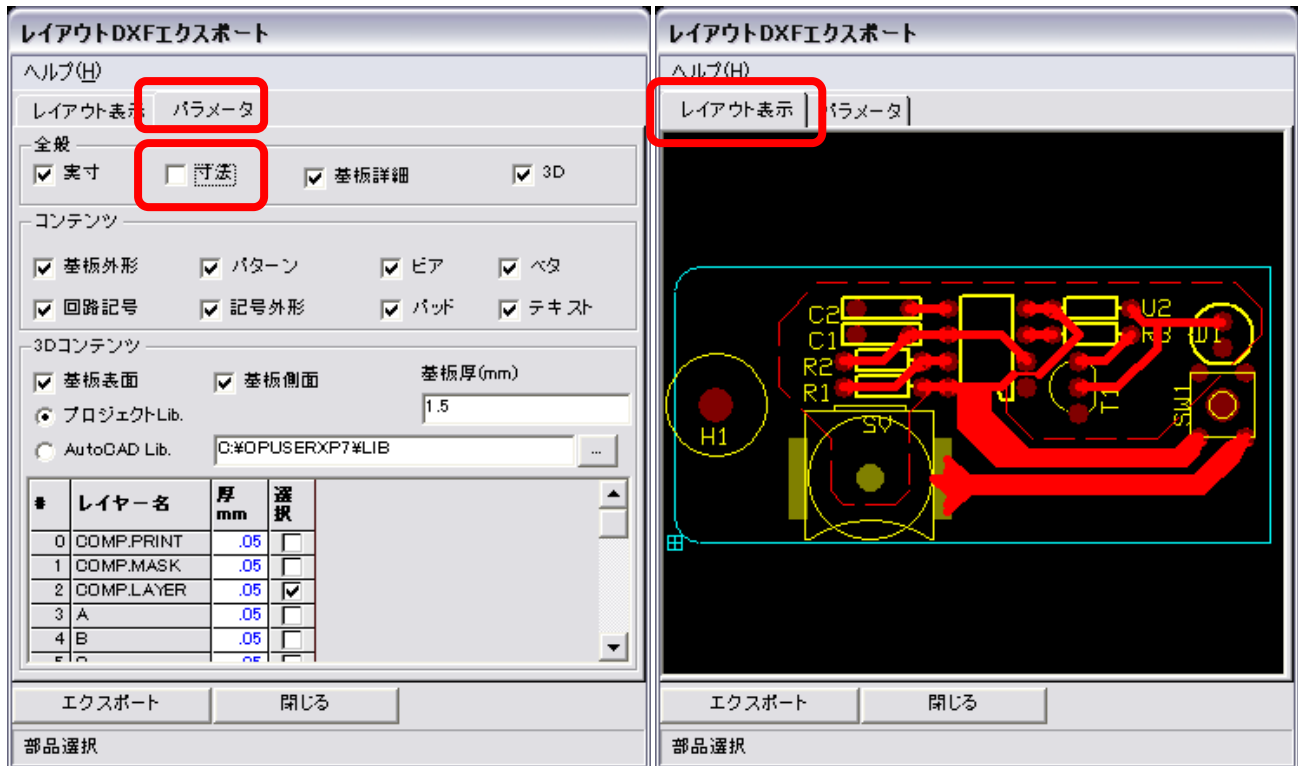 レイアウトDXFエクスポート
ヘルプ(H)
レイアウト表示 パラメータ
全般
実寸 寸法 基板詳細 3D
コンテンツ
基板外形 パターン ビア ベタ
回路記号 記号外形 パッド テキスト
3Dコンテンツ
基板表面 基板側面 基板厚(mm)
プロジェクトLib. 1.5
AutoCAD Lib. C:¥OPUSERXP7¥LIB ...
# レイヤー名 厚mm 選択
0 COMP.PRINT .05
1 COMP.MASK .05
2 COMP.LAYER .05
3 A .05
4 B .05
エクスポート 閉じる
部品選択
レイアウトDXFエクスポート
ヘルプ(H)
レイアウト表示 パラメータ
C2 U2
C1 R3 D1
R2
R1 T1 SW1
H1 5V
エクスポート 閉じる
部品選択